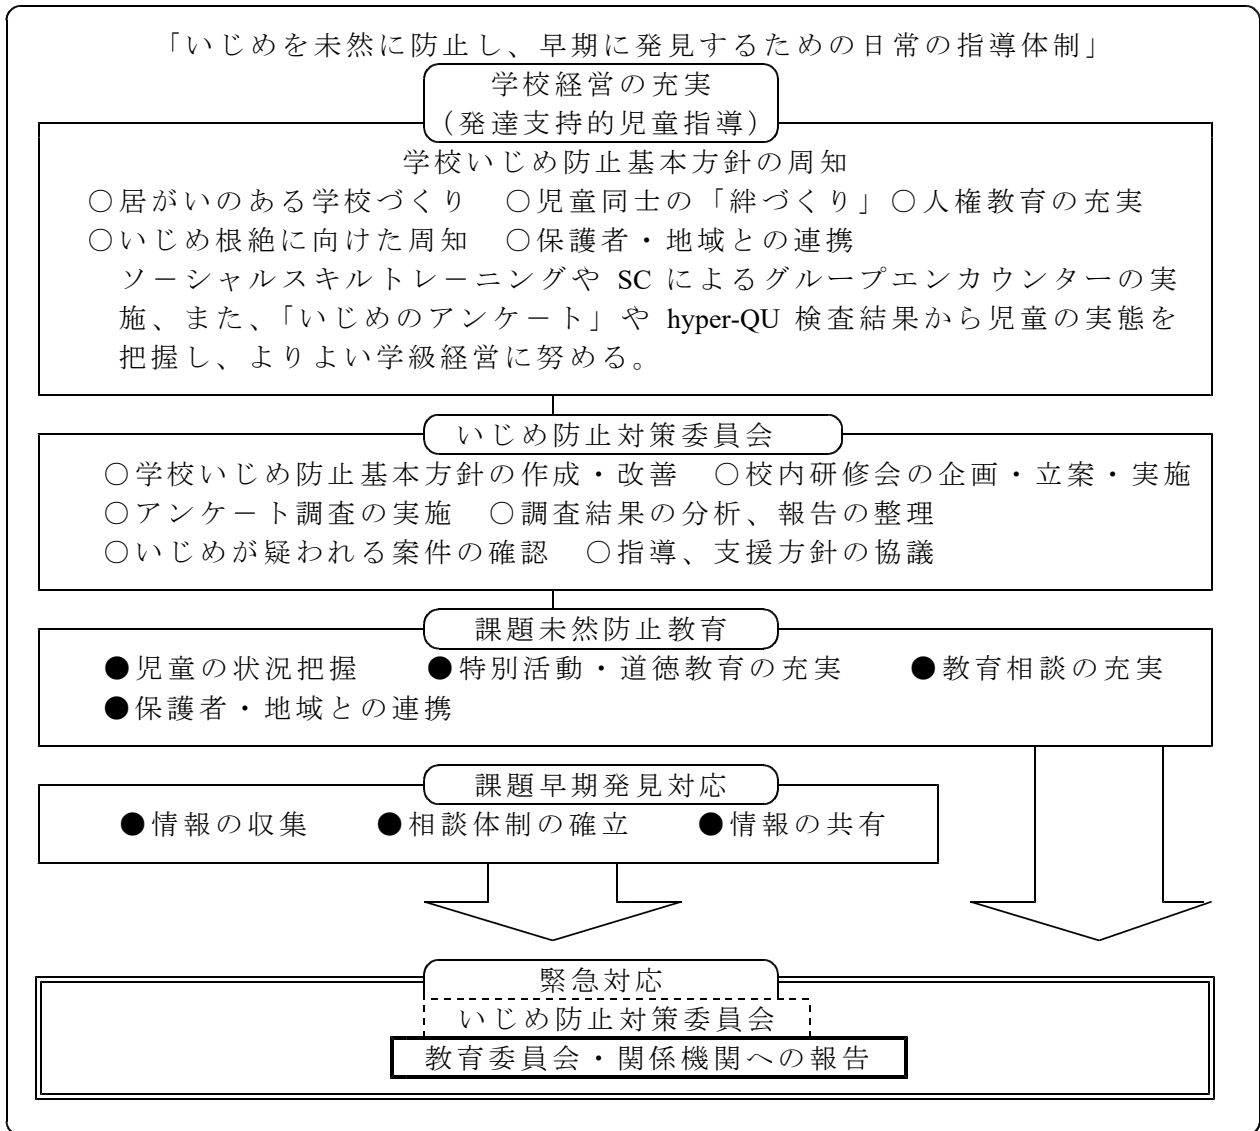 「いじめを未然に防止し、早期に発見するための日常の指導体制」
学校経営の充実
(発達支持的児童指導)
学校いじめ防止基本方針の周知
○居がいのある学校づくり ○児童同士の「絆づくり」○人権教育の充実
○いじめ根絶に向けた周知 ○保護者・地域との連携
ソーシャルスキルトレーニングや SC によるグループエンカウンターの実
施、また、「いじめのアンケート」や hyper-QU 検査結果から児童の実態を
把握し、よりよい学級経営に努める。
いじめ防止対策委員会
○学校いじめ防止基本方針の作成・改善 ○校内研修会の企画・立案・実施
○アンケート調査の実施 ○調査結果の分析、報告の整理
○いじめが疑われる案件の確認 ○指導、支援方針の協議
課題未然防止教育
●児童の状況把握 ●特別活動・道徳教育の充実 ●教育相談の充実
●保護者・地域との連携
課題早期発見対応
●情報の収集 ●相談体制の確立 ●情報の共有
緊急対応
いじめ防止対策委員会
教育委員会・関係機関への報告